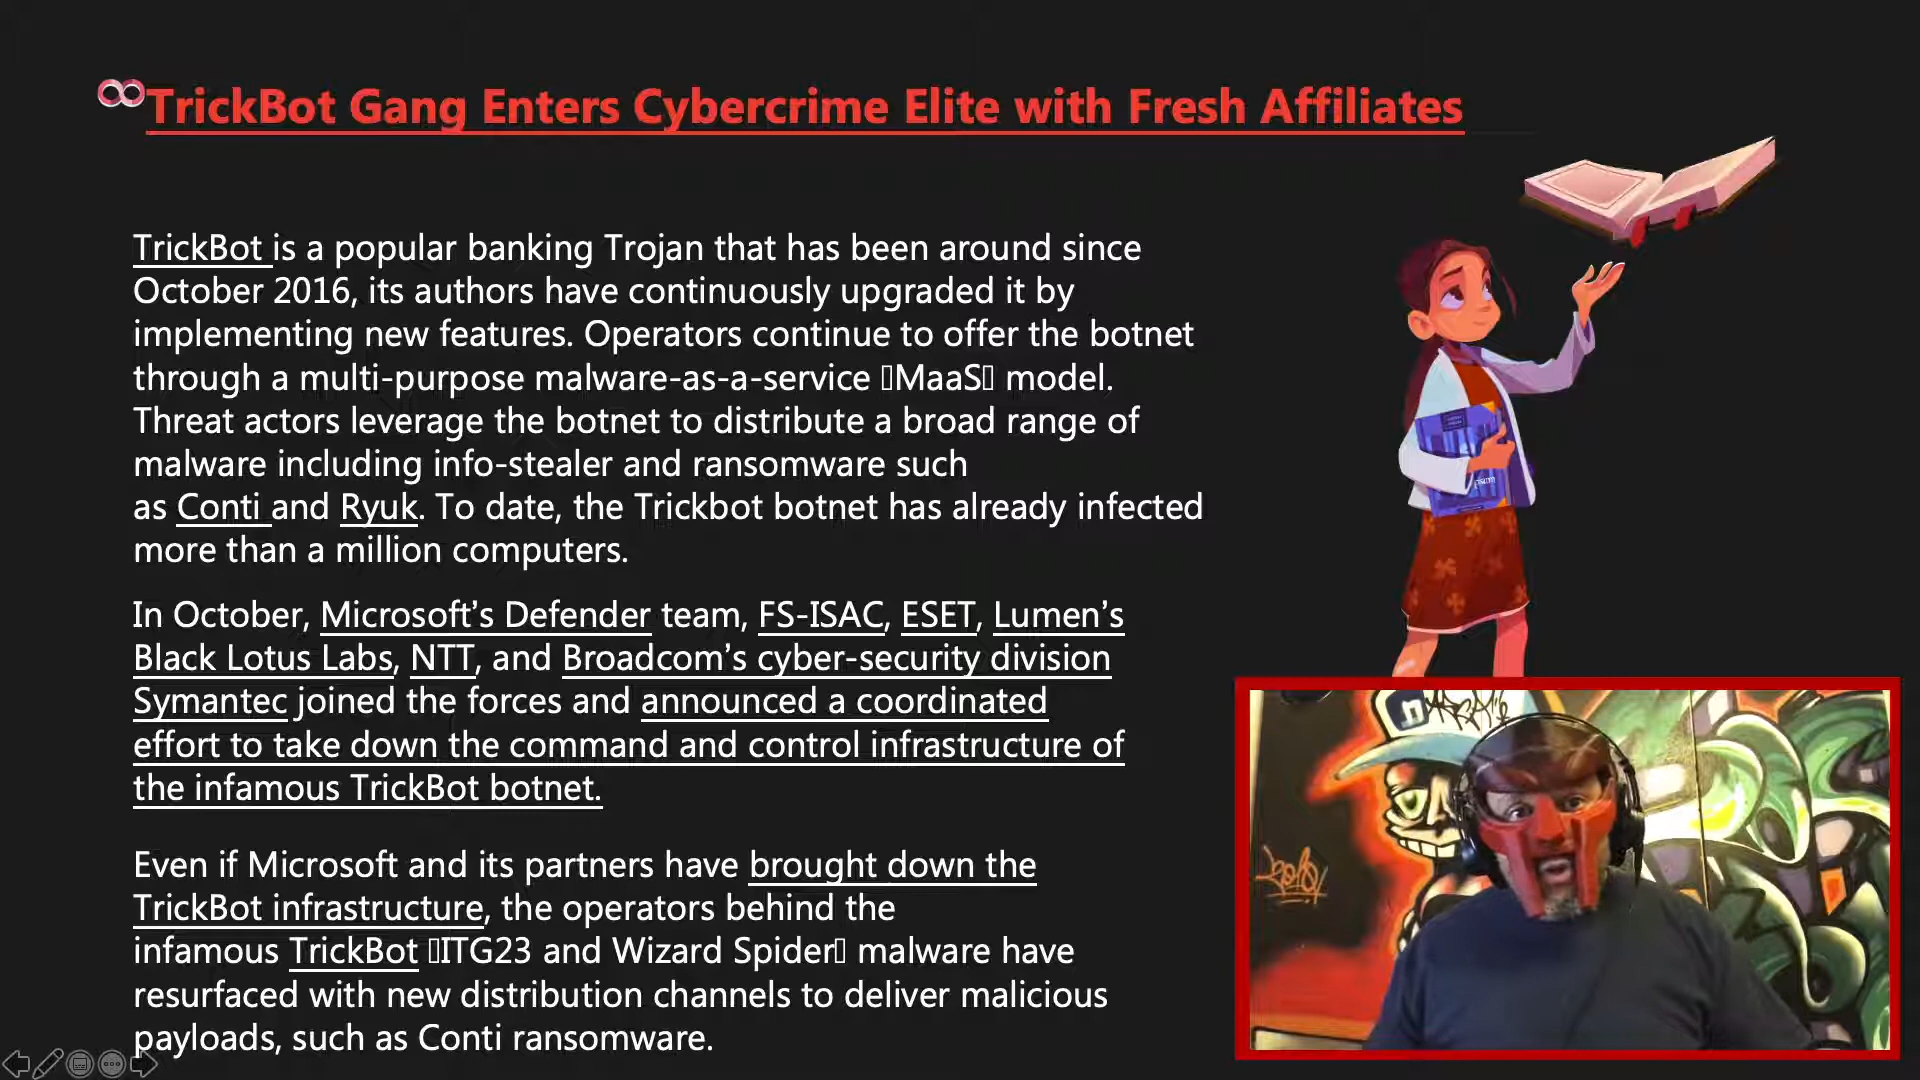 TrickBot Gang Enters Cybercrime Elite with Fresh Affiliates
TrickBot is a popular banking Trojan that has been around since
October 2016, its authors have continuously upgraded it by
implementing new features. Operators continue to offer the botnet
through a multi-purpose malware-as-a-service ▯MaaS▯ model.
Threat actors leverage the botnet to distribute a broad range of
malware including info-stealer and ransomware such
as Conti and Ryuk. To date, the Trickbot botnet has already infected
more than a million computers.
In October, Microsoft’s Defender team, FS-ISAC, ESET, Lumen’s
Black Lotus Labs, NTT, and Broadcom’s cyber-security division
Symantec joined the forces and announced a coordinated
effort to take down the command and control infrastructure of
the infamous TrickBot botnet.
Even if Microsoft and its partners have brought down the
TrickBot infrastructure, the operators behind the
infamous TrickBot ▯ITG23 and Wizard Spider▯ malware have
resurfaced with new distribution channels to deliver malicious
payloads, such as Conti ransomware.